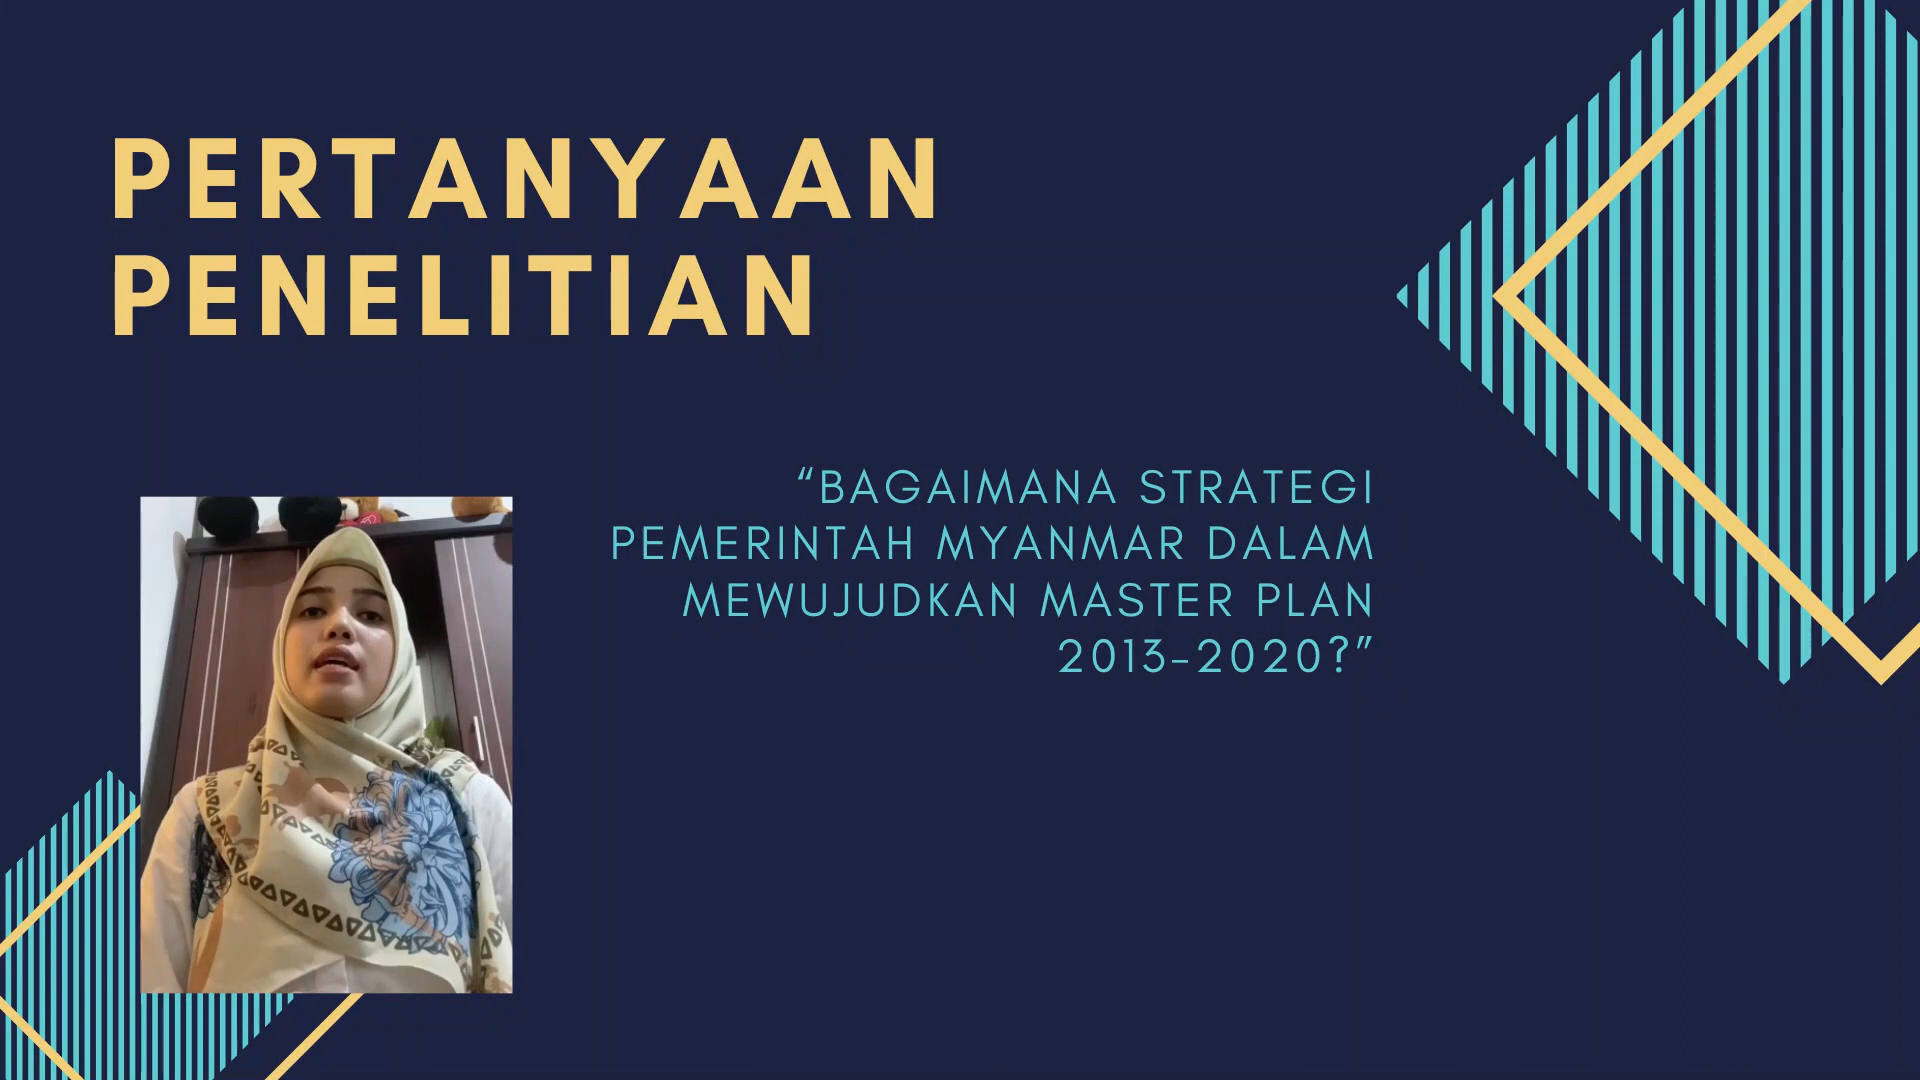 PERTANYAAN
PENELITIAN
“BAGAIMANA STRATEGI
PEMERINTAH MYANMAR DALAM
MEWUJUDKAN MASTER PLAN
2013-2020?”